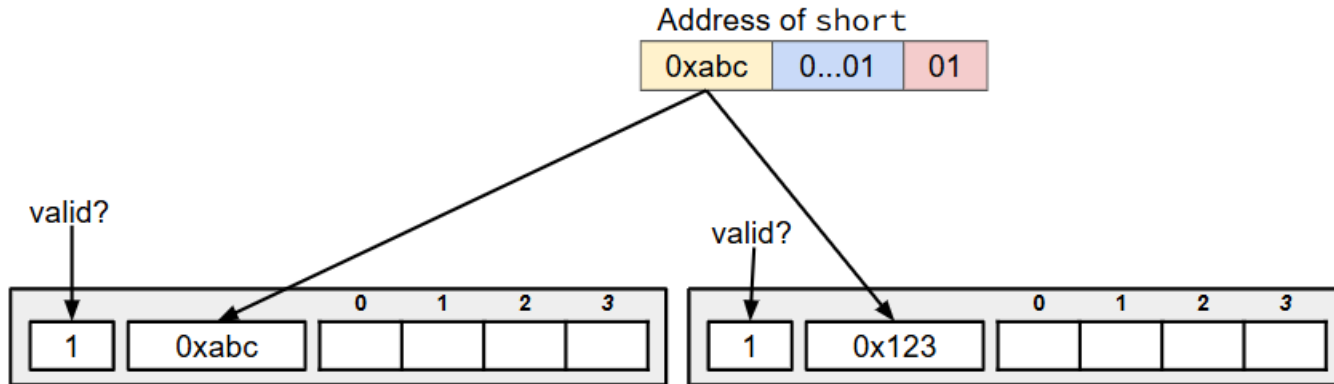 Address of short
0xabc 0...01 01
valid?
valid?
0 1 2 3 0 1 2 3
1 0xabc 1 0x123